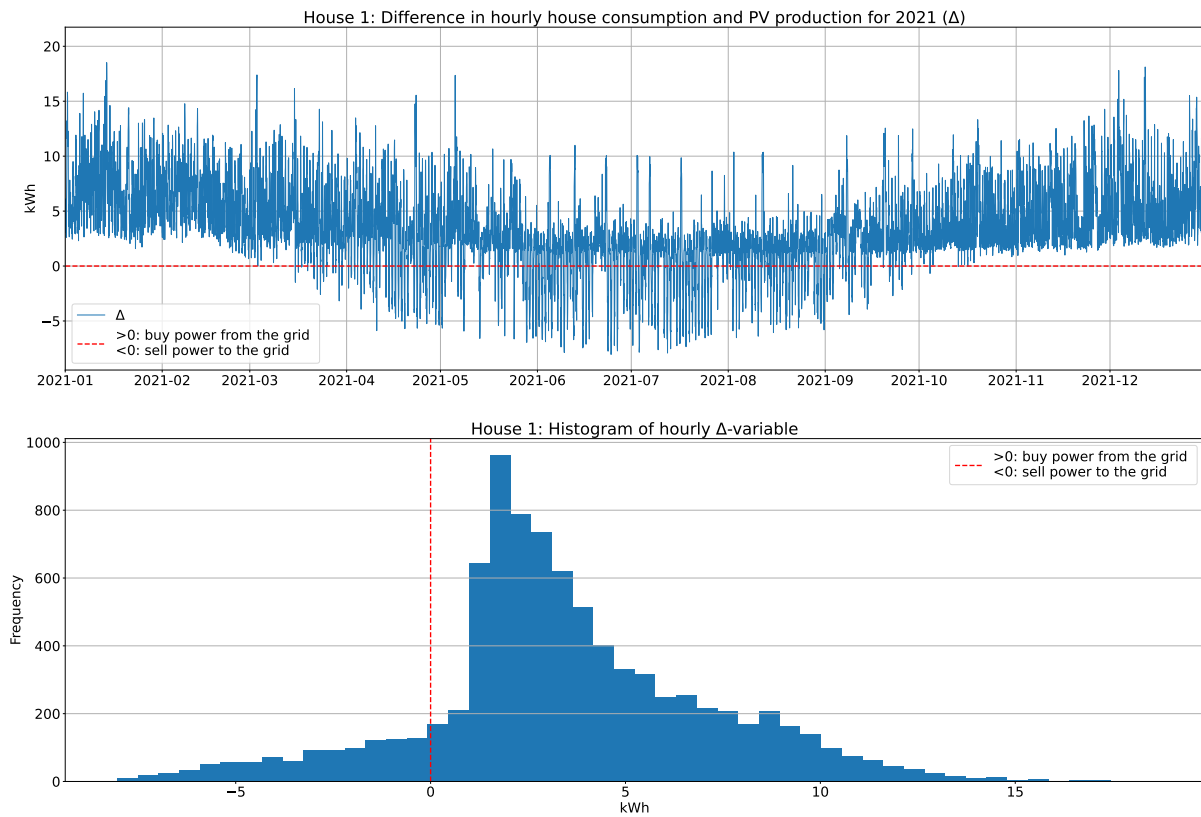 House 1: Difference in hourly house consumption and PV production for 2021 (Δ)
kWh
20
15
10
5
0
−5
Δ
>0: buy power from the grid
<0: sell power to the grid
2021-01 2021-02 2021-03 2021-04 2021-05 2021-06 2021-07 2021-08 2021-09 2021-10 2021-11 2021-12
House 1: Histogram of hourly Δ-variable
Frequency
1000
800
600
400
200
0
>0: buy power from the grid
<0: sell power to the grid
−5 0 5 10 15
kWh